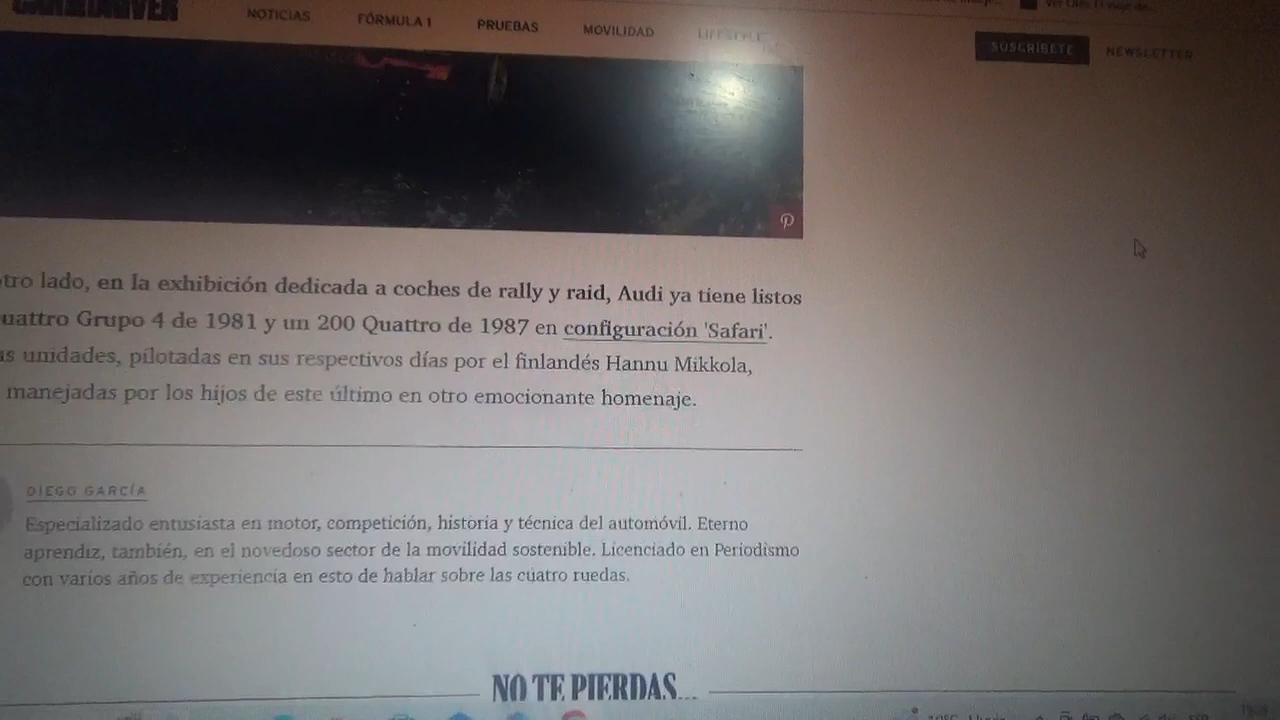 NOTICIAS FÓRMULA 1 PRUEBAS MOVILIDAD LIFESTYLE SUSCRÍBETE NEWSLETTER
tro lado, en la exhibición dedicada a coches de rally y raid, Audi ya tiene listos
uattro Grupo 4 de 1981 y un 200 Quattro de 1987 en configuración 'Safari'.
as unidades, pilotadas en sus respectivos días por el finlandés Hannu Mikkola,
manejadas por los hijos de este último en otro emocionante homenaje.
DIEGO GARCÍA
Especializado entusiasta en motor, competición, historia y técnica del automóvil. Eterno
aprendiz, también, en el novedoso sector de la movilidad sostenible. Licenciado en Periodismo
con varios años de experiencia en esto de hablar sobre las cuatro ruedas.
NO TE PIERDAS...